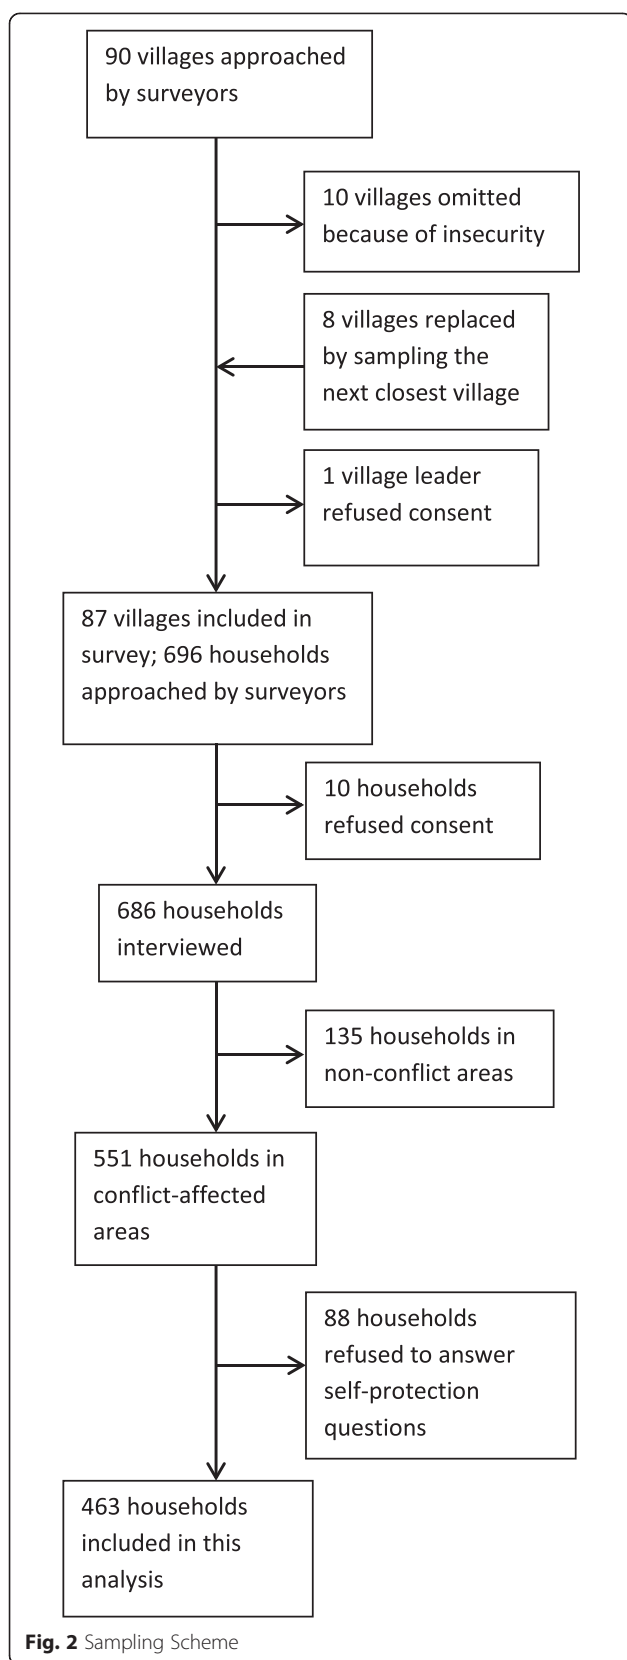 90 villages approached
by surveyors
10 villages omitted
because of insecurity
8 villages replaced
by sampling the
next closest village
1 village leader
refused consent
87 villages included in
survey; 696 households
approached by surveyors
10 households
refused consent
686 households
interviewed
135 households in
non-conflict areas
551 households in
conflict-affected
areas
88 households
refused to answer
self-protection
questions
463 households
included in this
analysis
Fig. 2 Sampling Scheme